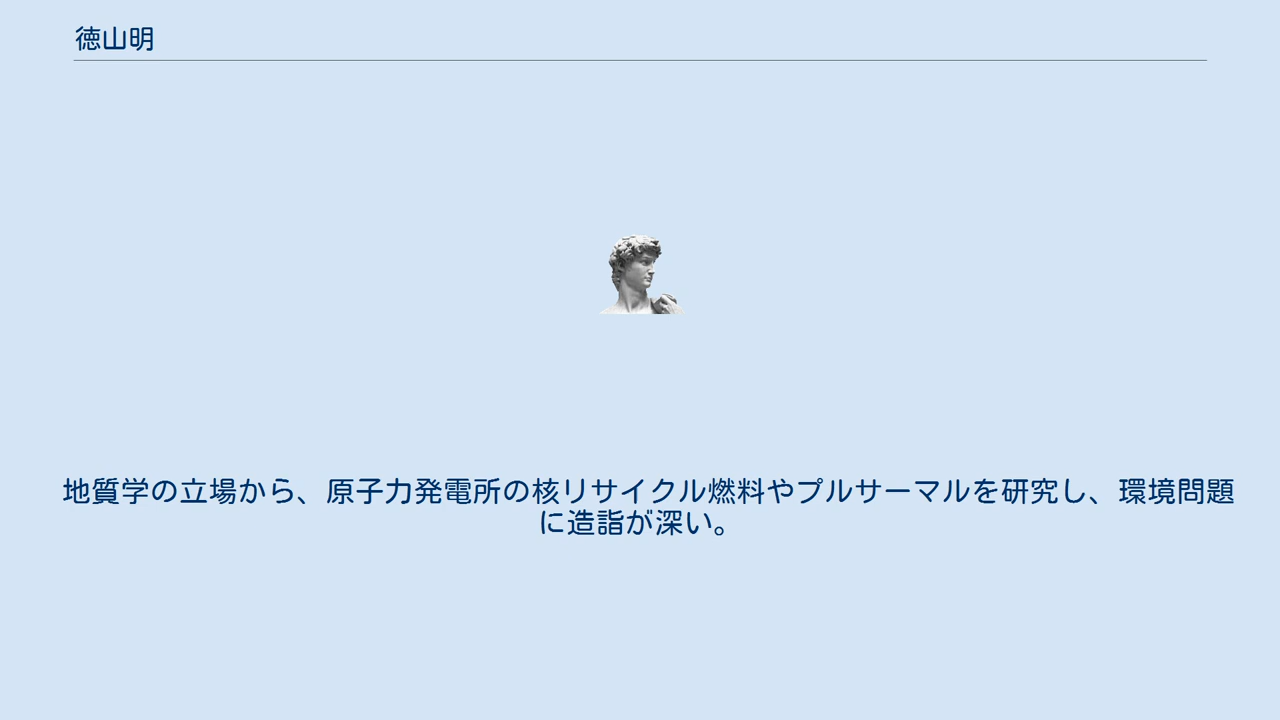 徳山明
地質学の立場から、原子力発電所の核リサイクル燃料やプルサーマルを研究し、環境問題
に造詣が深い。